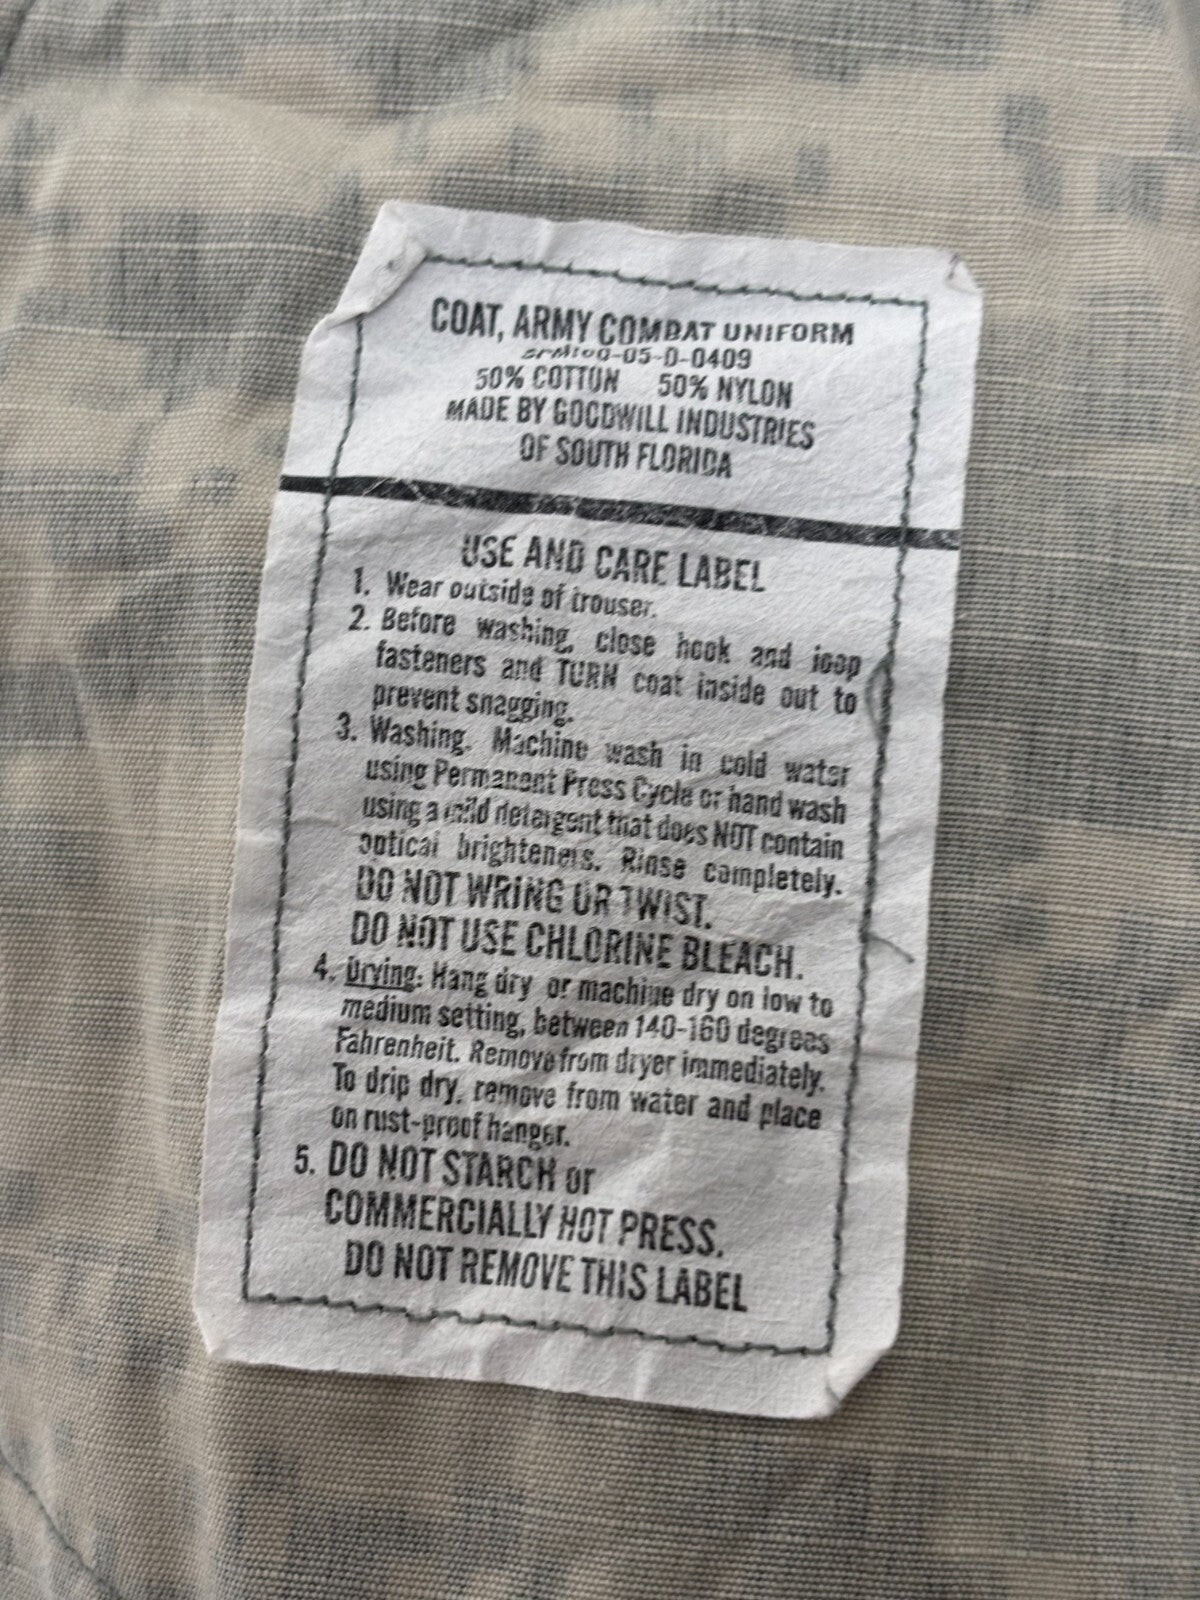 COAT, ARMY COMBAT UNIFORM
-05-D-0409
50% COTTON 50% NYLON
MADE BY GOODWILL INDUSTRIES
OF SOUTH FLORIDA
USE AND CARE LABEL
1. Wear outside of trouser.
2. Before washing, close hook and loop
fasteners and TURN coat inside out to
prevent snagging.
3. Washing. Machine wash in cold water
using Permanent Press Cycle or hand wash
using a mild detergent that does NOT contain
optical brighteners. Rinse completely.
DO NOT WRING OR TWIST.
DO NOT USE CHLORINE BLEACH.
4. Drying: Hang dry or machine dry on low to
medium setting, between 140-160 degrees
Fahrenheit. Remove from dryer immediately.
To drip dry, remove from water and place
on rust-proof hanger.
5. DO NOT STARCH or
COMMERCIALLY HOT PRESS.
DO NOT REMOVE THIS LABEL